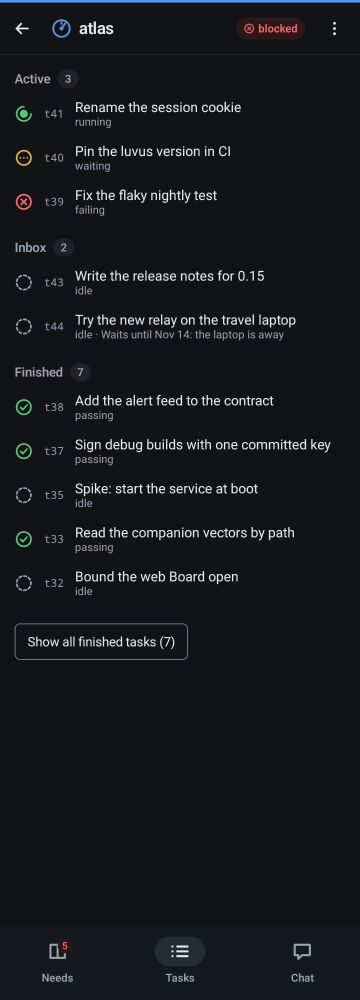 atlas
blocked
Active 3
t41 Rename the session cookie
running
t40 Pin the luvus version in CI
waiting
t39 Fix the flaky nightly test
failing
Inbox 2
t43 Write the release notes for 0.15
idle
t44 Try the new relay on the travel laptop
idle · Waits until Nov 14: the laptop is away
Finished 7
t38 Add the alert feed to the contract
passing
t37 Sign debug builds with one committed key
passing
t35 Spike: start the service at boot
idle
t33 Read the companion vectors by path
passing
t32 Bound the web Board open
idle
Show all finished tasks (7)
5
Needs Tasks Chat